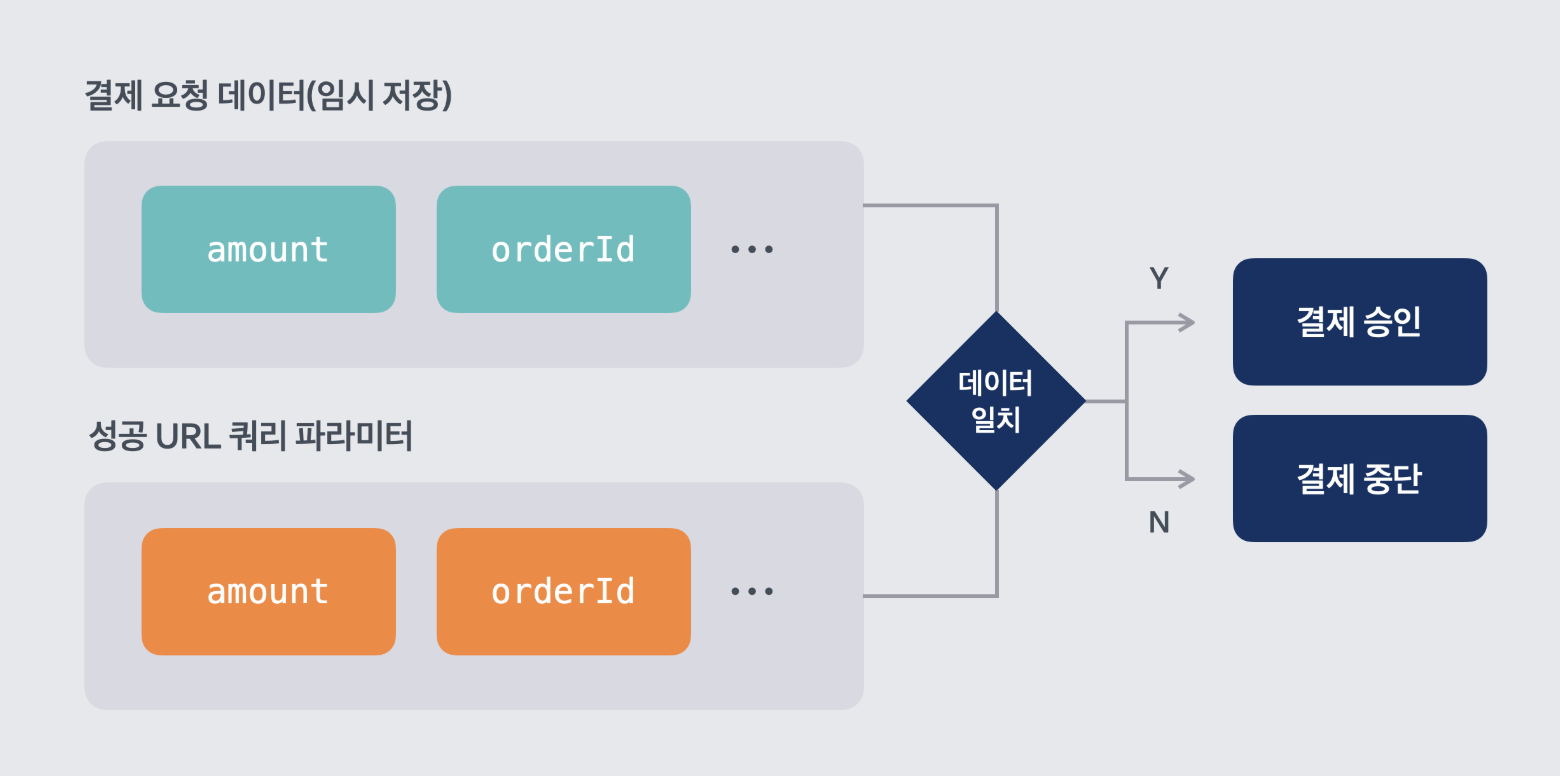 결제 요청 데이터(임시 저장)
amount
orderId
...
성공 URL 쿼리 파라미터
amount
orderId
...
데이터
일치
Y
결제 승인
N
결제 중단